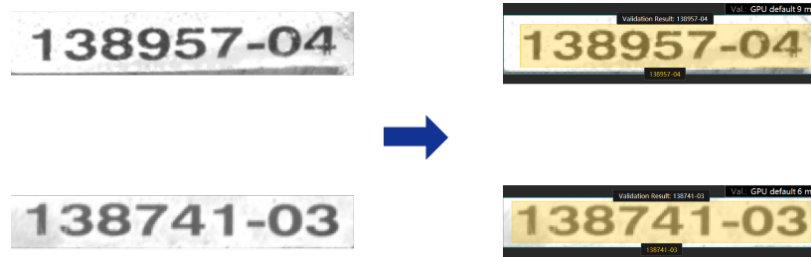 138957-04
Val.: GPU default 9 m
Validation Result: 138957-04
138957-04
138957-04
138741-03
Val.: GPU default 6 m
Validation Result: 138741-03
138741-03
138741-03